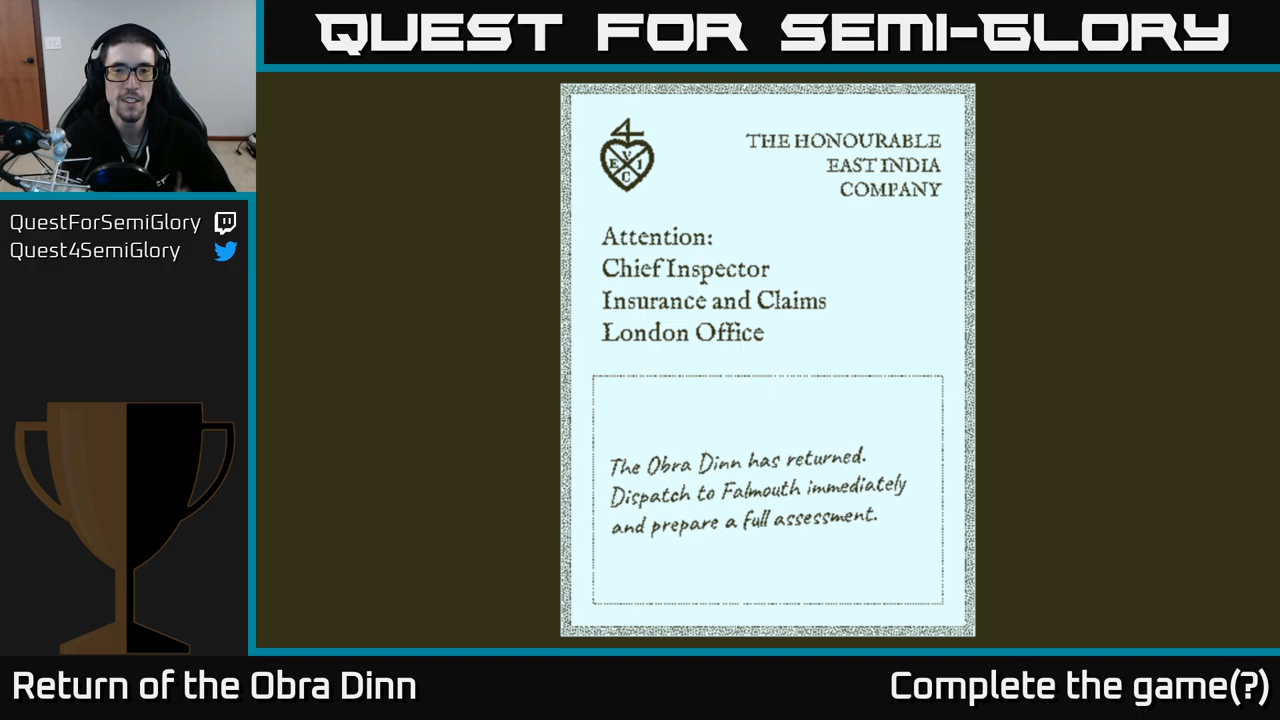 QUEST FOR SEMI-GLORY
QuestForSemiGlory
Quest4SemiGlory
4
V
E I
C
THE HONOURABLE
EAST INDIA
COMPANY
Attention:
Chief Inspector
Insurance and Claims
London Office
The Obra Dinn has returned.
Dispatch to Falmouth immediately
and prepare a full assessment.
Return of the Obra Dinn
Complete the game(?)